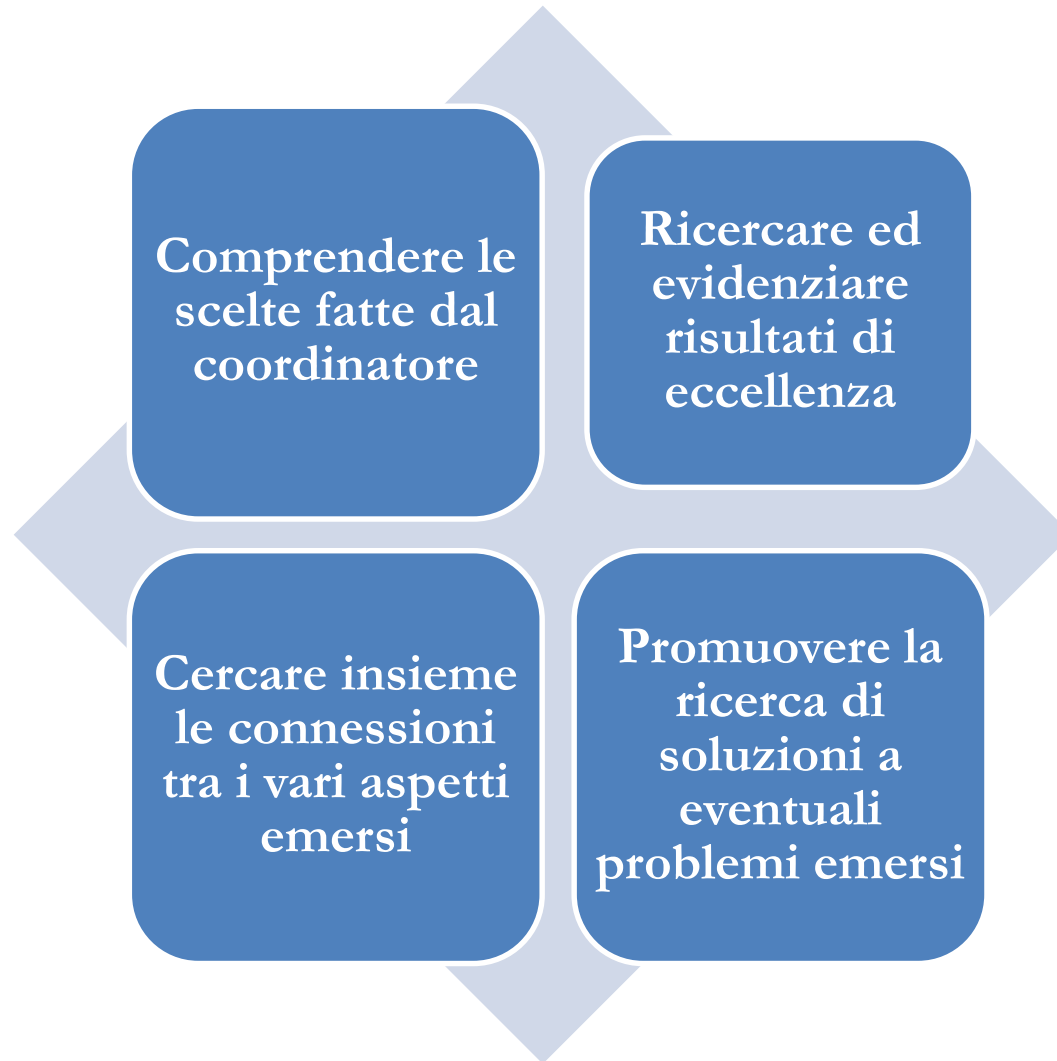 Comprendere le
scelte fatte dal
coordinatore
Ricercare ed
evidenziare
risultati di
eccellenza
Cercare insieme
le connessioni
tra i vari aspetti
emersi
Promuovere la
ricerca di
soluzioni a
eventuali
problemi emersi